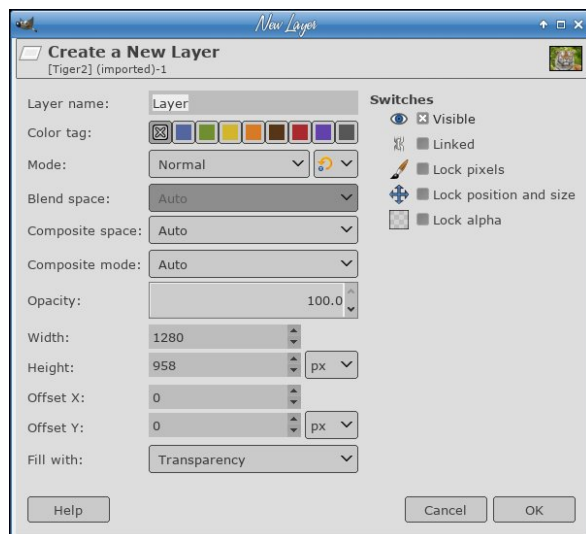 New Layer
Create a New Layer
[Tiger2] (imported)-1
Layer name: Layer
Color tag:
Mode: Normal
Blend space: Auto
Composite space: Auto
Composite mode: Auto
Opacity: 100.0
Width: 1280
Height: 958 px
Offset X: 0
Offset Y: 0 px
Fill with: Transparency
Switches
Visible
Linked
Lock pixels
Lock position and size
Lock alpha
Help Cancel OK